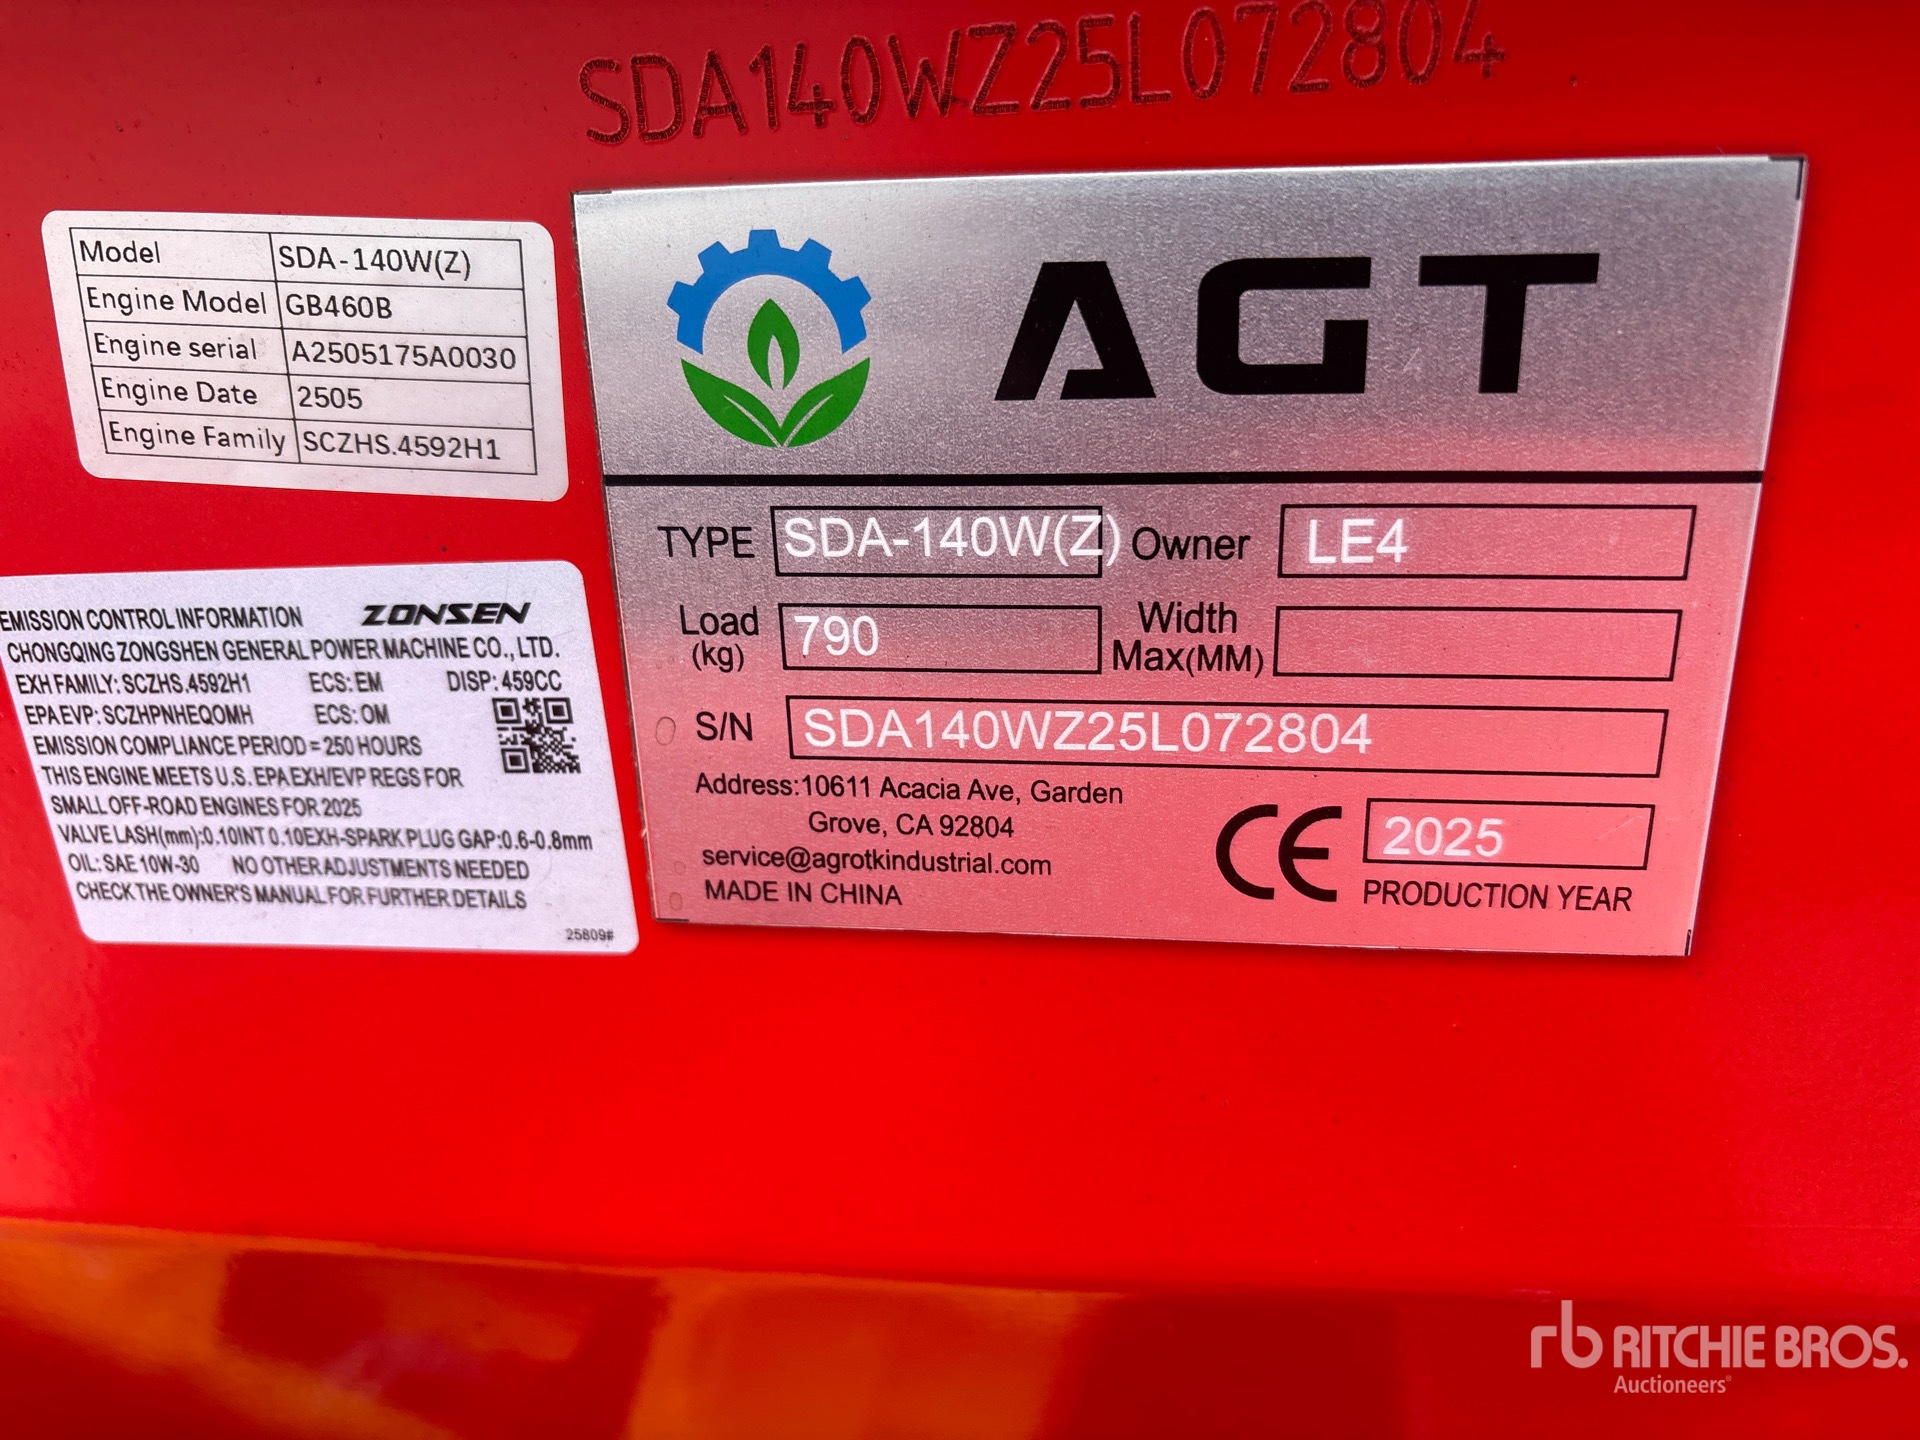 SDA140WZ25L072804
Model SDA-140W(Z)
Engine Model GB460B
Engine serial A2505175A0030
Engine Date 2505
Engine Family SCZHS.4592H1
EMISSION CONTROL INFORMATION ZONSEN
CHONGQING ZONGSHEN GENERAL POWER MACHINE CO., LTD.
EXH FAMILY: SCZHS.4592H1 ECS: EM DISP: 459CC
EPA EVP: SCZHPNHEQOMH ECS: OM
EMISSION COMPLIANCE PERIOD = 250 HOURS
THIS ENGINE MEETS U.S. EPA EXH/EVP REGS FOR
SMALL OFF-ROAD ENGINES FOR 2025
VALVE LASH(mm):0.10INT 0.10EXH-SPARK PLUG GAP:0.6-0.8mm
OIL: SAE 10W-30 NO OTHER ADJUSTMENTS NEEDED
CHECK THE OWNER'S MANUAL FOR FURTHER DETAILS
25809#
AGT
TYPE SDA-140W(Z) Owner LE4
Load (kg) 790 Width Max(MM)
S/N SDA140WZ25L072804
Address:10611 Acacia Ave, Garden
Grove, CA 92804
service@agrotkindustrial.com
MADE IN CHINA
CE 2025
PRODUCTION YEAR
rb RITCHIE BROS.
Auctioneers®